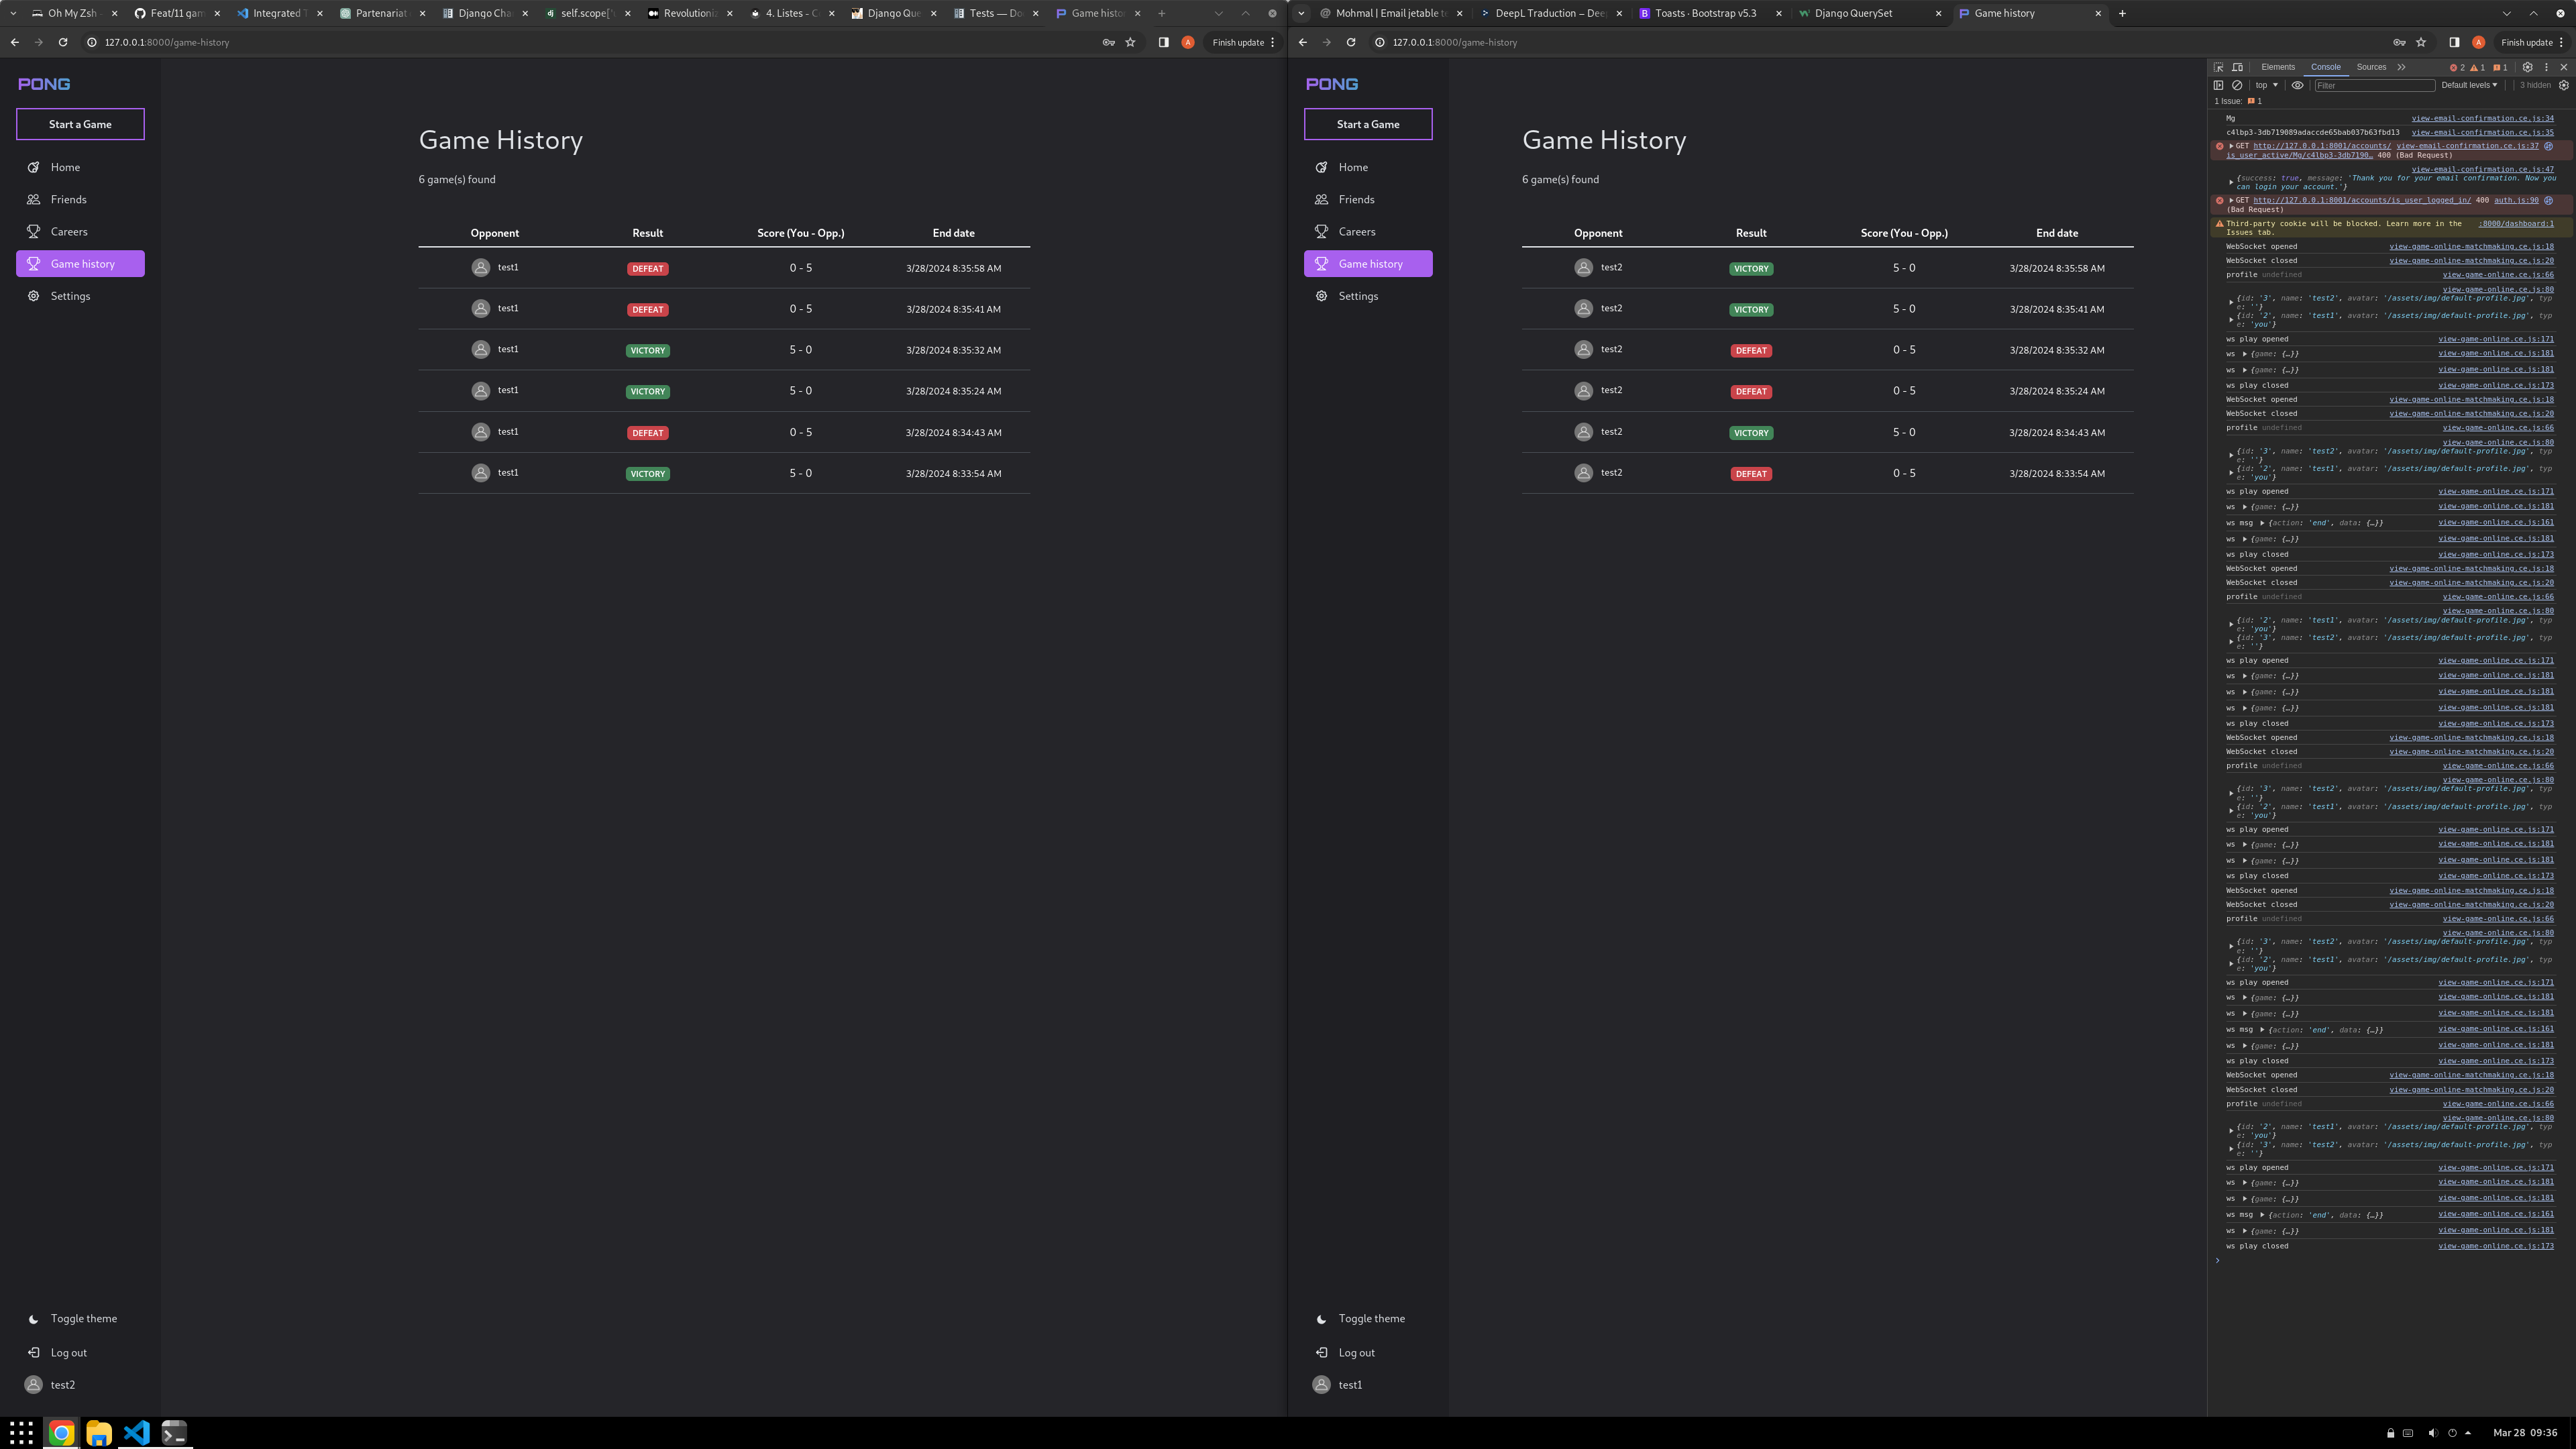 Oh My Zsh
Feat/11 gam
Integrated T
Partenariat
Django Cha
self.scope['
Revolutioniz
4. Listes - C
Django Que
Tests — Do
Game histor
127.0.0.1:8000/game-history
Finish update
A
PONG
Start a Game
Home
Friends
Careers
Game history
Settings
Game History
6 game(s) found
Opponent Result Score (You - Opp.) End date
test1 DEFEAT 0 - 5 3/28/2024 8:35:58 AM
test1 DEFEAT 0 - 5 3/28/2024 8:35:41 AM
test1 VICTORY 5 - 0 3/28/2024 8:35:32 AM
test1 VICTORY 5 - 0 3/28/2024 8:35:24 AM
test1 DEFEAT 0 - 5 3/28/2024 8:34:43 AM
test1 VICTORY 5 - 0 3/28/2024 8:33:54 AM
Toggle theme
Log out
test2
Mohmal | Email jetable te
DeepL Traduction – Deep
Toasts · Bootstrap v5.3
Django QuerySet
Game history
127.0.0.1:8000/game-history
Finish update
A
PONG
Start a Game
Home
Friends
Careers
Game history
Settings
Game History
6 game(s) found
Opponent Result Score (You - Opp.) End date
test2 VICTORY 5 - 0 3/28/2024 8:35:58 AM
test2 VICTORY 5 - 0 3/28/2024 8:35:41 AM
test2 DEFEAT 0 - 5 3/28/2024 8:35:32 AM
test2 DEFEAT 0 - 5 3/28/2024 8:35:24 AM
test2 VICTORY 5 - 0 3/28/2024 8:34:43 AM
test2 DEFEAT 0 - 5 3/28/2024 8:33:54 AM
Toggle theme
Log out
test1
Elements Console Sources 2 1 1
top Filter Default levels 3 hidden
1 Issue: 1
Mg view-email-confirmation.ce.js:34
c4lbp3-3db719089adaccde65bab037b63fbd13 view-email-confirmation.ce.js:35
GET http://127.0.0.1:8001/accounts/ view-email-confirmation.ce.js:37
is_user_active/Mg/c4lbp3-3db7190… 400 (Bad Request)
view-email-confirmation.ce.js:47
{success: true, message: 'Thank you for your email confirmation. Now you
can login your account.'}
GET http://127.0.0.1:8001/accounts/is_user_logged_in/ 400 auth.js:90
(Bad Request)
Third-party cookie will be blocked. Learn more in the :8000/dashboard:1
Issues tab.
WebSocket opened view-game-online-matchmaking.ce.js:18
WebSocket closed view-game-online-matchmaking.ce.js:20
profile undefined view-game-online.ce.js:66
view-game-online.ce.js:80
{id: '3', name: 'test2', avatar: '/assets/img/default-profile.jpg', typ
e: ''}
{id: '2', name: 'test1', avatar: '/assets/img/default-profile.jpg', typ
e: 'you'}
ws play opened view-game-online.ce.js:171
ws {game: {…}} view-game-online.ce.js:181
ws {game: {…}} view-game-online.ce.js:181
ws play closed view-game-online.ce.js:173
WebSocket opened view-game-online-matchmaking.ce.js:18
WebSocket closed view-game-online-matchmaking.ce.js:20
profile undefined view-game-online.ce.js:66
view-game-online.ce.js:80
{id: '3', name: 'test2', avatar: '/assets/img/default-profile.jpg', typ
e: ''}
{id: '2', name: 'test1', avatar: '/assets/img/default-profile.jpg', typ
e: 'you'}
ws play opened view-game-online.ce.js:171
ws {game: {…}} view-game-online.ce.js:181
ws msg {action: 'end', data: {…}} view-game-online.ce.js:161
ws {game: {…}} view-game-online.ce.js:181
ws play closed view-game-online.ce.js:173
WebSocket opened view-game-online-matchmaking.ce.js:18
WebSocket closed view-game-online-matchmaking.ce.js:20
profile undefined view-game-online.ce.js:66
view-game-online.ce.js:80
{id: '2', name: 'test1', avatar: '/assets/img/default-profile.jpg', typ
e: 'you'}
{id: '3', name: 'test2', avatar: '/assets/img/default-profile.jpg', typ
e: ''}
ws play opened view-game-online.ce.js:171
ws {game: {…}} view-game-online.ce.js:181
ws {game: {…}} view-game-online.ce.js:181
ws {game: {…}} view-game-online.ce.js:181
ws play closed view-game-online.ce.js:173
WebSocket opened view-game-online-matchmaking.ce.js:18
WebSocket closed view-game-online-matchmaking.ce.js:20
profile undefined view-game-online.ce.js:66
view-game-online.ce.js:80
{id: '3', name: 'test2', avatar: '/assets/img/default-profile.jpg', typ
e: ''}
{id: '2', name: 'test1', avatar: '/assets/img/default-profile.jpg', typ
e: 'you'}
ws play opened view-game-online.ce.js:171
ws {game: {…}} view-game-online.ce.js:181
ws {game: {…}} view-game-online.ce.js:181
ws play closed view-game-online.ce.js:173
WebSocket opened view-game-online-matchmaking.ce.js:18
WebSocket closed view-game-online-matchmaking.ce.js:20
profile undefined view-game-online.ce.js:66
view-game-online.ce.js:80
{id: '3', name: 'test2', avatar: '/assets/img/default-profile.jpg', typ
e: ''}
{id: '2', name: 'test1', avatar: '/assets/img/default-profile.jpg', typ
e: 'you'}
ws play opened view-game-online.ce.js:171
ws {game: {…}} view-game-online.ce.js:181
ws {game: {…}} view-game-online.ce.js:181
ws msg {action: 'end', data: {…}} view-game-online.ce.js:161
ws {game: {…}} view-game-online.ce.js:181
ws play closed view-game-online.ce.js:173
WebSocket opened view-game-online-matchmaking.ce.js:18
WebSocket closed view-game-online-matchmaking.ce.js:20
profile undefined view-game-online.ce.js:66
view-game-online.ce.js:80
{id: '2', name: 'test1', avatar: '/assets/img/default-profile.jpg', typ
e: 'you'}
{id: '3', name: 'test2', avatar: '/assets/img/default-profile.jpg', typ
e: ''}
ws play opened view-game-online.ce.js:171
ws {game: {…}} view-game-online.ce.js:181
ws {game: {…}} view-game-online.ce.js:181
ws msg {action: 'end', data: {…}} view-game-online.ce.js:161
ws {game: {…}} view-game-online.ce.js:181
ws play closed view-game-online.ce.js:173
Mar 28 09:36